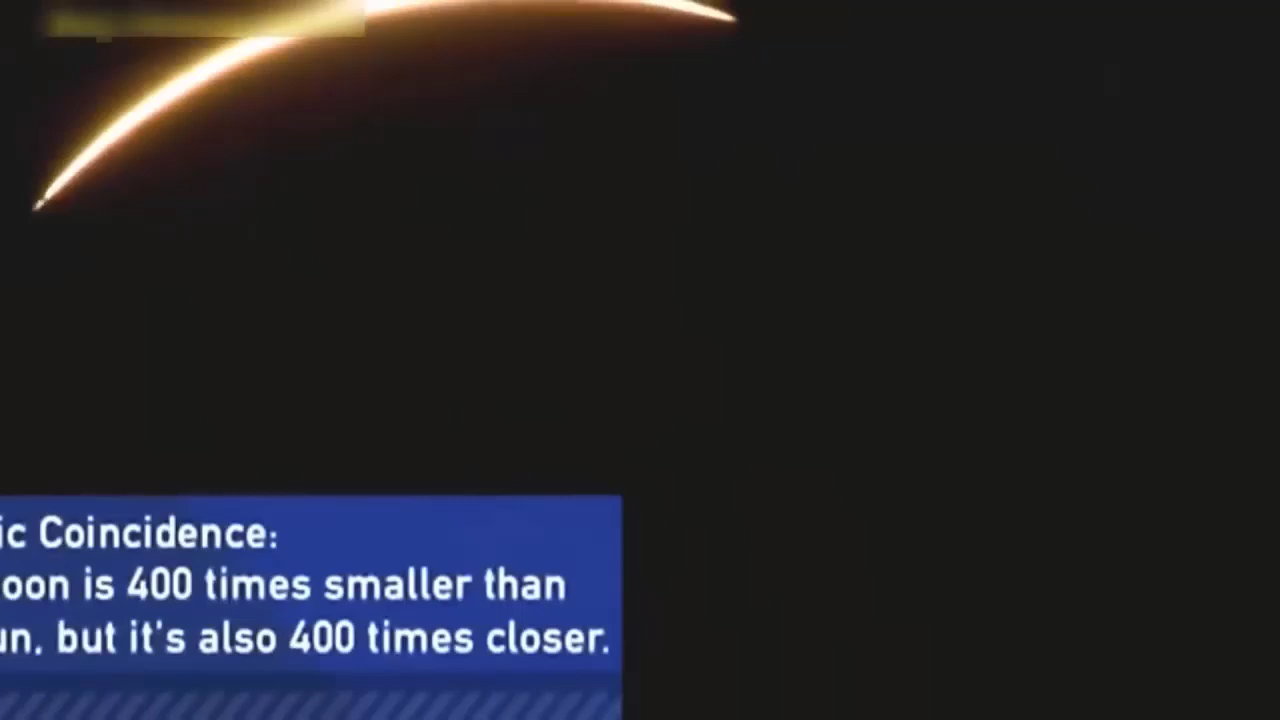 ic Coincidence:
oon is 400 times smaller than
un, but it's also 400 times closer.